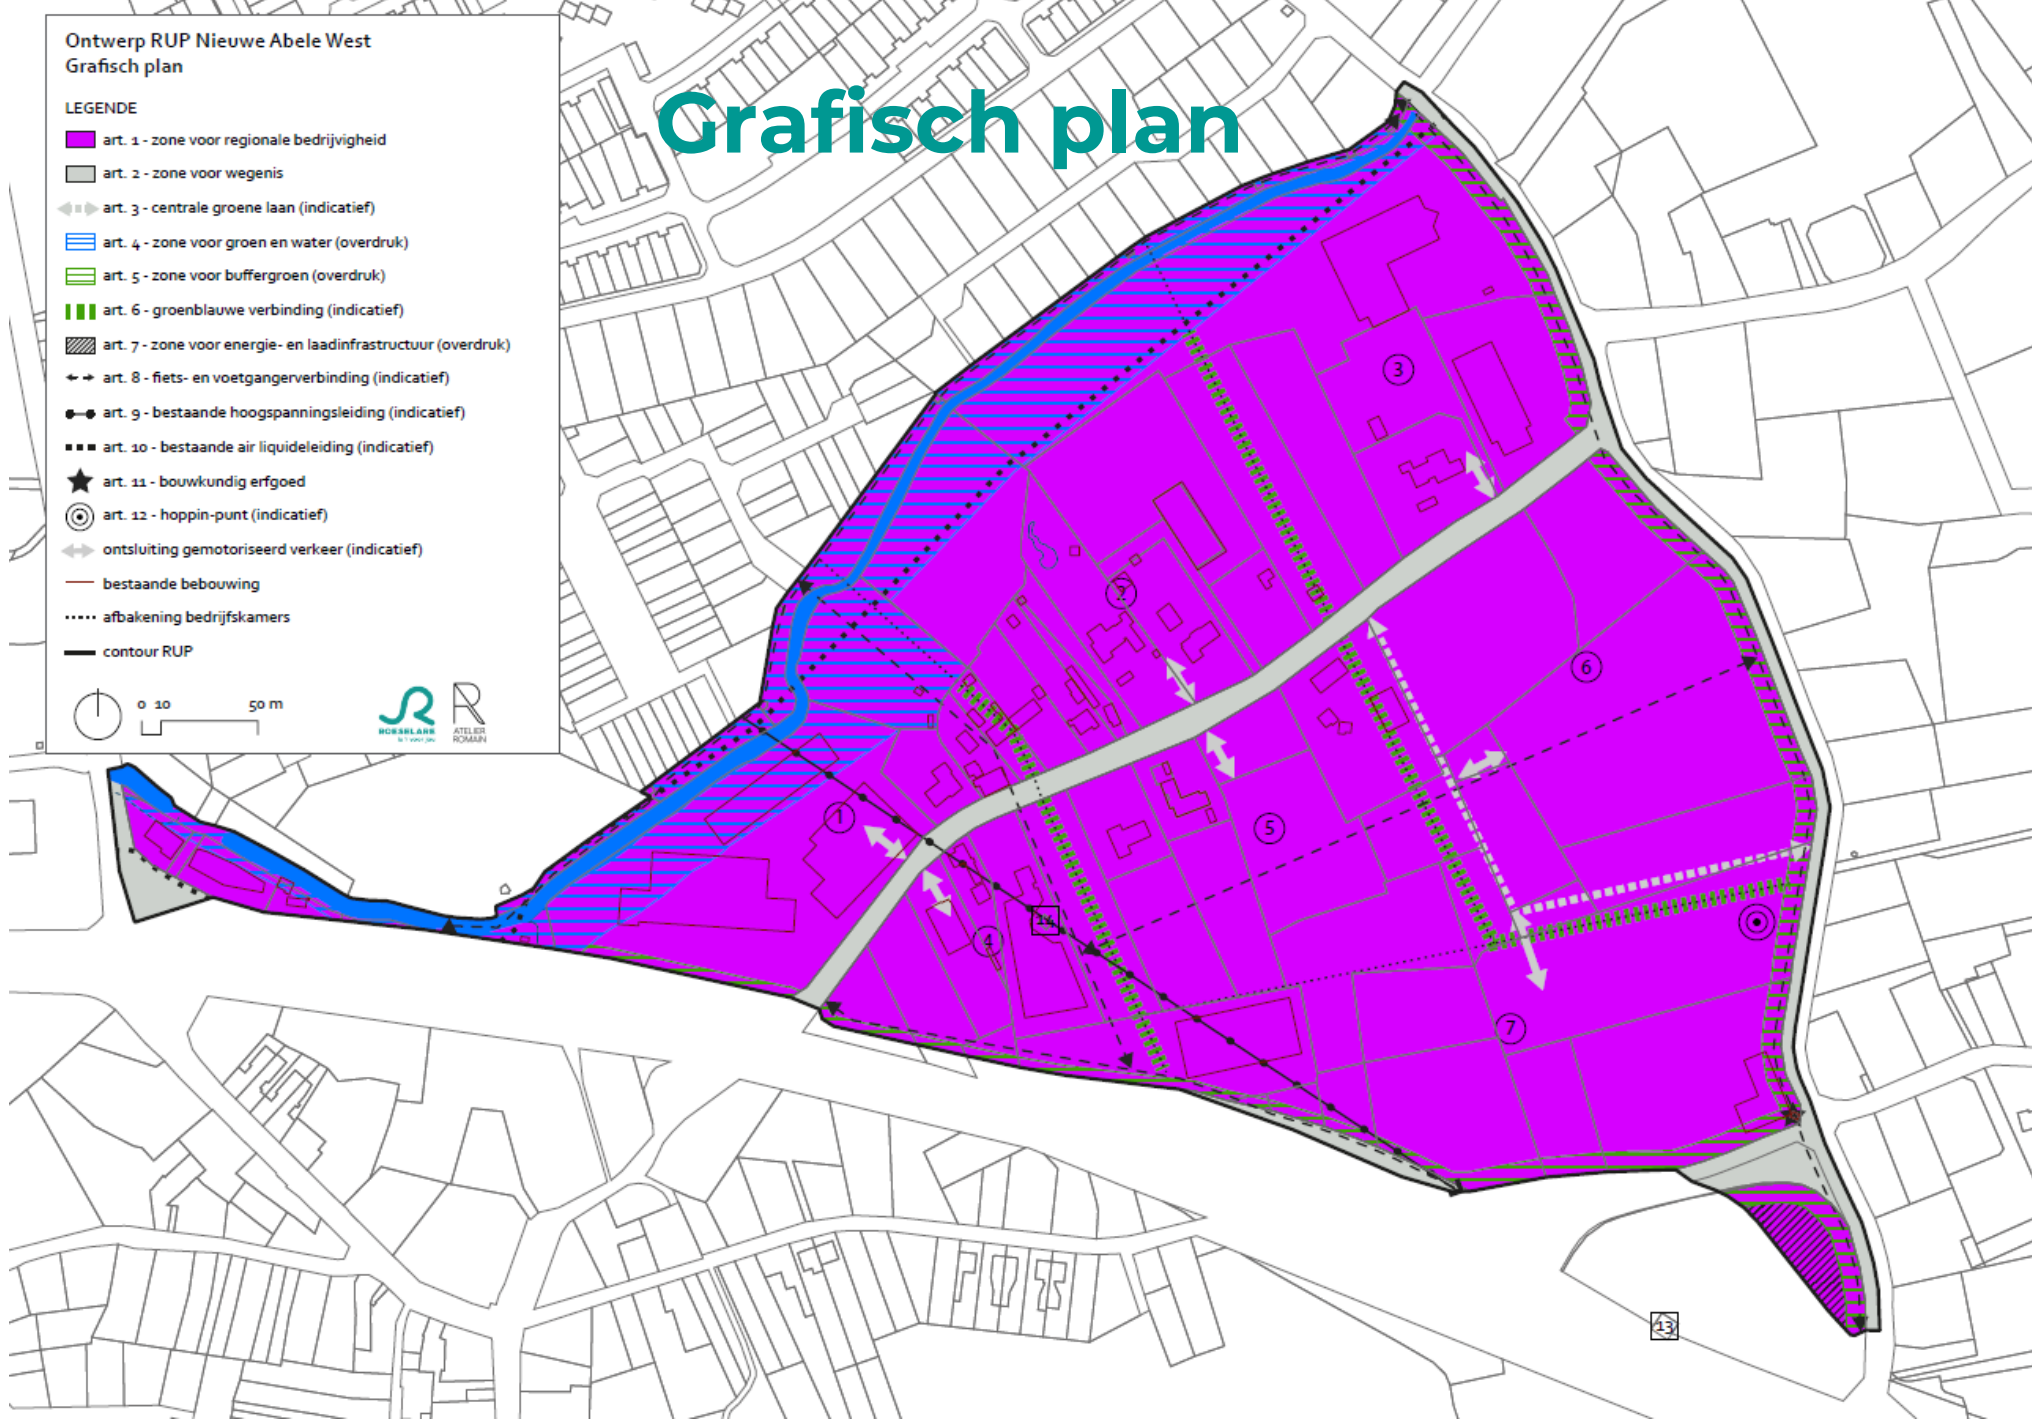 Ontwerp RUP Nieuwe Abele West
Grafisch plan
LEGENDE
art. 1 - zone voor regionale bedrijvigheid
art. 2 - zone voor wegenis
art. 3 - centrale groene laan (indicatief)
art. 4 - zone voor groen en water (overdruk)
art. 5 - zone voor buffergroen (overdruk)
art. 6 - groenblauwe verbinding (indicatief)
art. 7 - zone voor energie- en laadinfrastructuur (overdruk)
art. 8 - fiets- en voetgangerverbinding (indicatief)
art. 9 - bestaande hoogspanningsleiding (indicatief)
art. 10 - bestaande air liquideleiding (indicatief)
art. 11 - bouwkundig erfgoed
art. 12 - hoppin-punt (indicatief)
ontsluiting gemotoriseerd verkeer (indicatief)
bestaande bebouwing
afbakening bedrijfskamers
contour RUP
0 10 50 m
ROESELARE
ATELIER
ROMAIN
Grafisch plan
3
2
6
1
5
14
4
7
13